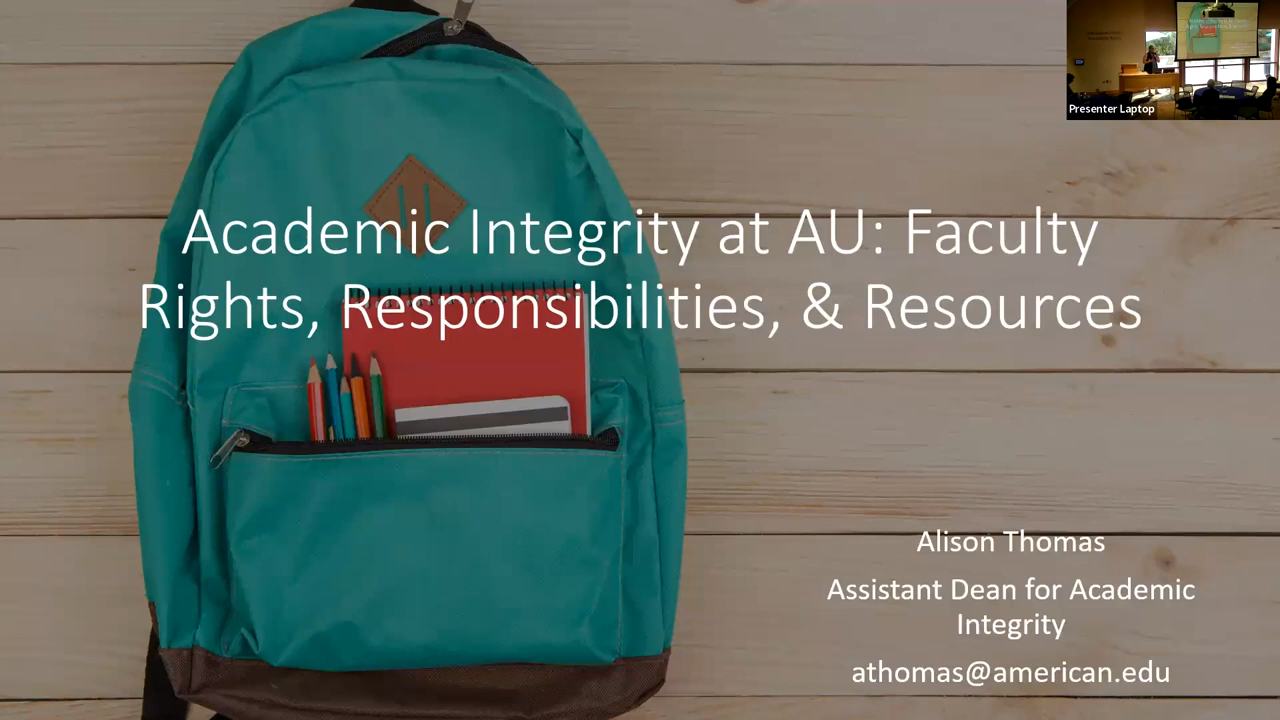 Presenter Laptop
Academic Integrity at AU: Faculty
Rights, Responsibilities, & Resources
Alison Thomas
Assistant Dean for Academic
Integrity
athomas@american.edu